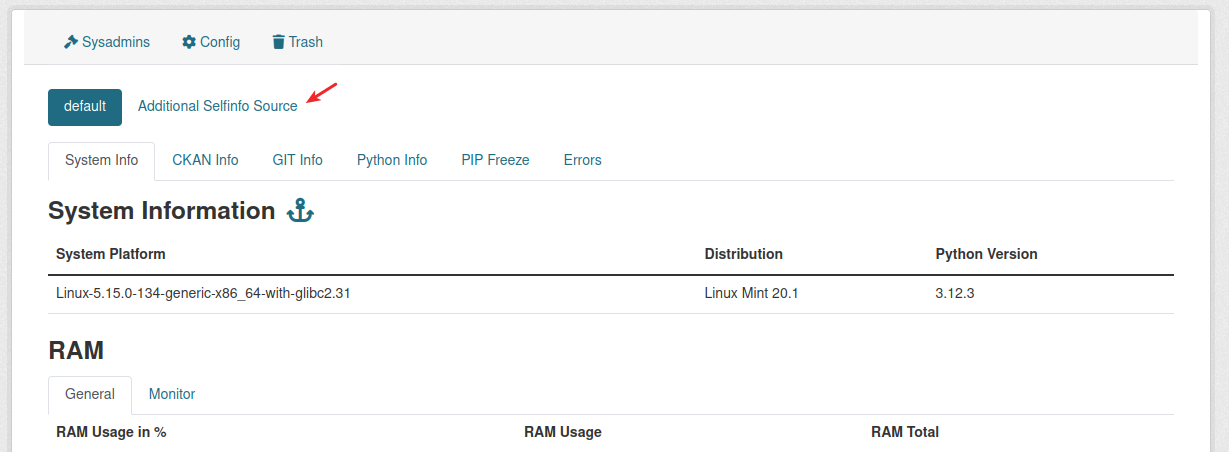 Sysadmins Config Trash
default Additional Selfinfo Source
System Info CKAN Info GIT Info Python Info PIP Freeze Errors
System Information
System Platform Distribution Python Version
Linux-5.15.0-134-generic-x86_64-with-glibc2.31 Linux Mint 20.1 3.12.3
RAM
General Monitor
RAM Usage in % RAM Usage RAM Total